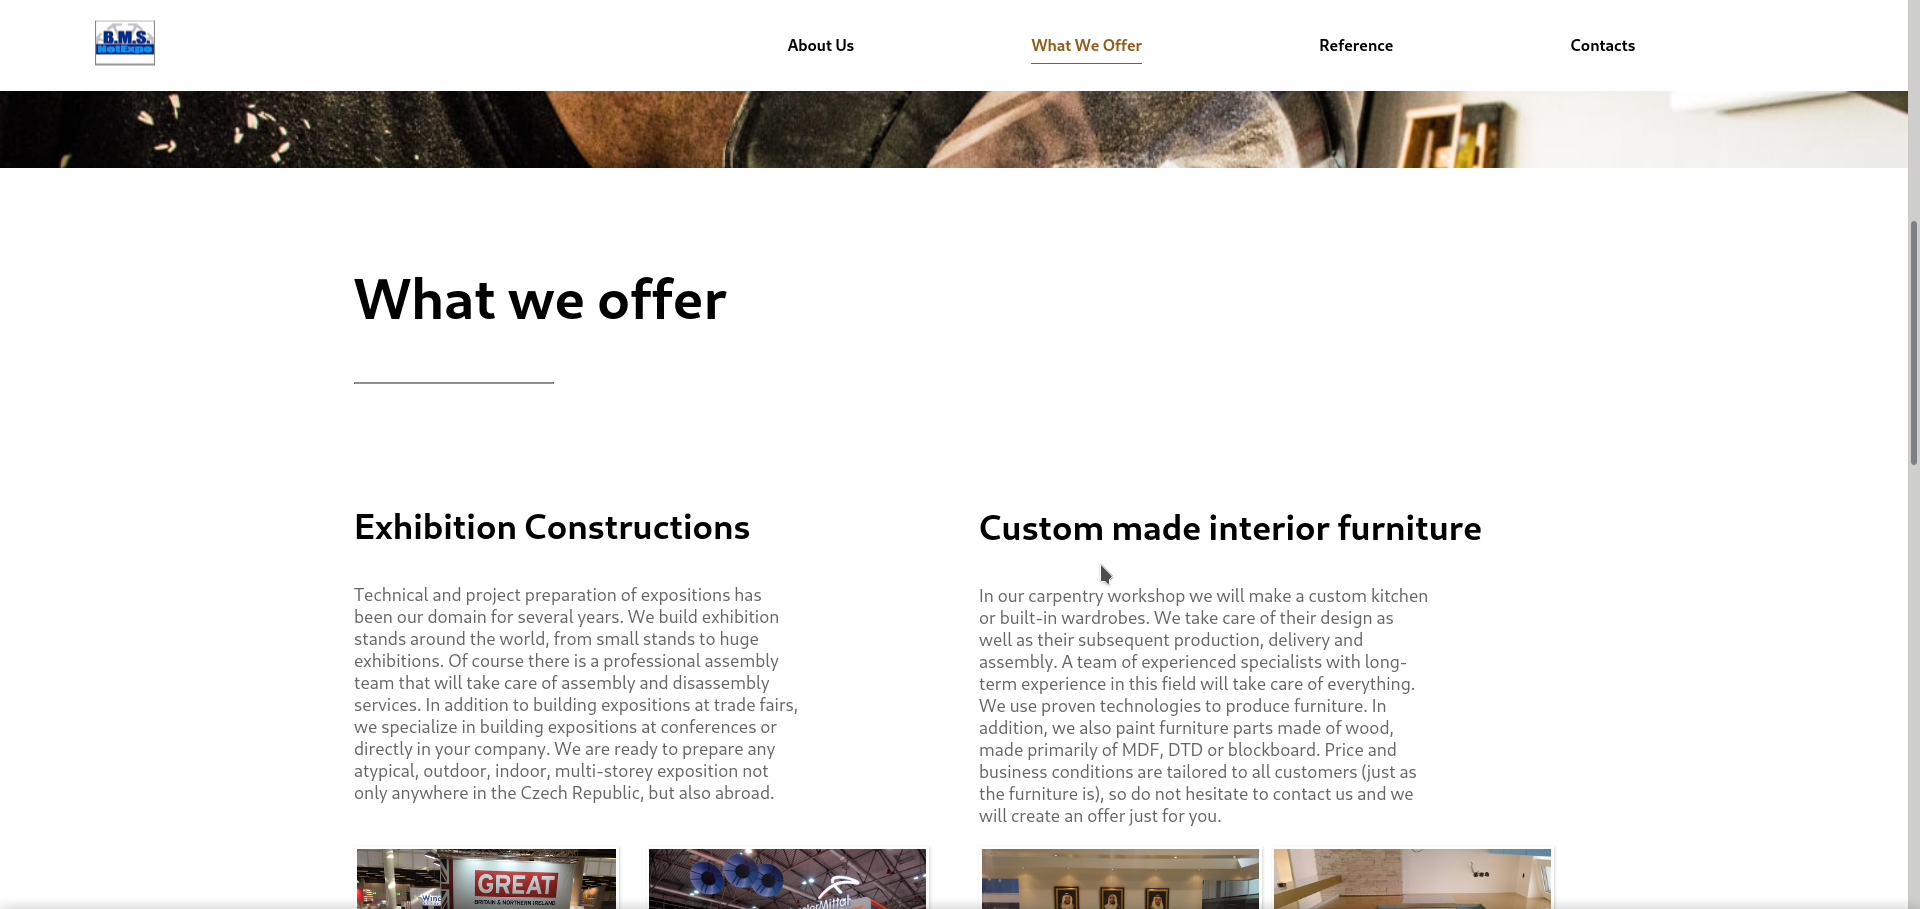 B.M.S.
NetExpo
About Us
What We Offer
Reference
Contacts
What we offer
Exhibition Constructions
Technical and project preparation of expositions has
been our domain for several years. We build exhibition
stands around the world, from small stands to huge
exhibitions. Of course there is a professional assembly
team that will take care of assembly and disassembly
services. In addition to building expositions at trade fairs,
we specialize in building expositions at conferences or
directly in your company. We are ready to prepare any
atypical, outdoor, indoor, multi-storey exposition not
only anywhere in the Czech Republic, but also abroad.
GREAT
BRITAIN & NORTHERN IRELAND
Custom made interior furniture
In our carpentry workshop we will make a custom kitchen
or built-in wardrobes. We take care of their design as
well as their subsequent production, delivery and
assembly. A team of experienced specialists with long-
term experience in this field will take care of everything.
We use proven technologies to produce furniture. In
addition, we also paint furniture parts made of wood,
made primarily of MDF, DTD or blockboard. Price and
business conditions are tailored to all customers (just as
the furniture is), so do not hesitate to contact us and we
will create an offer just for you.